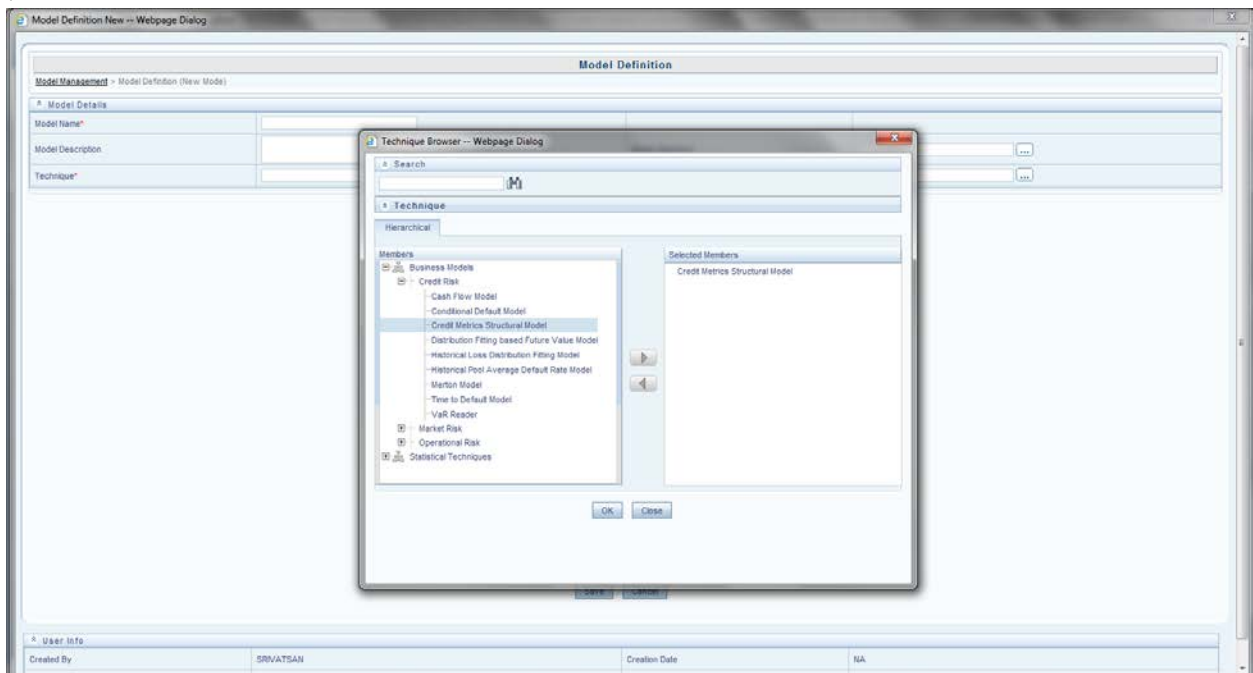 Model Definition New -- Webpage Dialog
Model Definition
Model Management > Model Definition (New Mode)
Model Details
Model Name*
Model Description
Technique*
Technique Browser -- Webpage Dialog
Search
Technique
Hierarchical
Members
Business Models
Credit Risk
Cash Flow Model
Conditional Default Model
Credit Metrics Structural Model
Distribution Fitting based Future Value Model
Historical Loss Distribution Fitting Model
Historical Pool Average Default Rate Model
Merton Model
Time to Default Model
VaR Reader
Market Risk
Operational Risk
Statistical Techniques
Selected Members
Credit Metrics Structural Model
OK Close
Save Cancel
User Info
Created By SRIVATSAN Creation Date NA